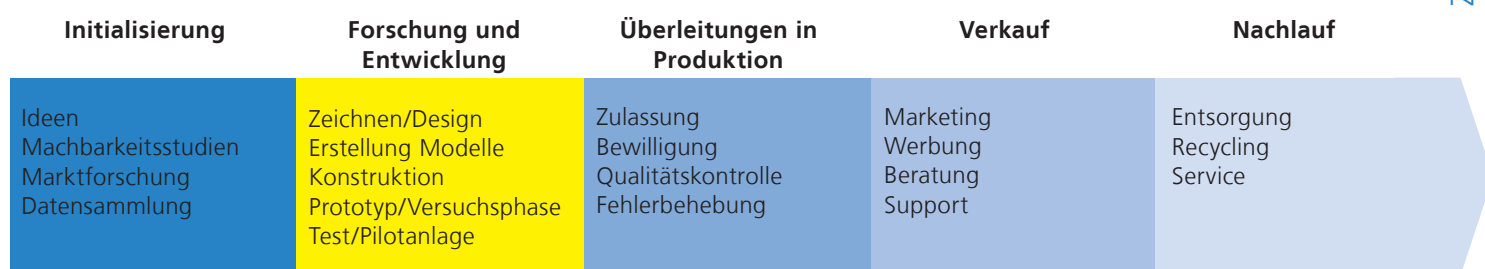 Initialisierung
Forschung und
Entwicklung
Überleitungen in
Produktion
Verkauf
Nachlauf
Ideen
Machbarkeitsstudien
Marktforschung
Datensammlung
Zeichnen/Design
Erstellung Modelle
Konstruktion
Prototyp/Versuchsphase
Test/Pilotanlage
Zulassung
Bewilligung
Qualitätskontrolle
Fehlerbehebung
Marketing
Werbung
Beratung
Support
Entsorgung
Recycling
Service